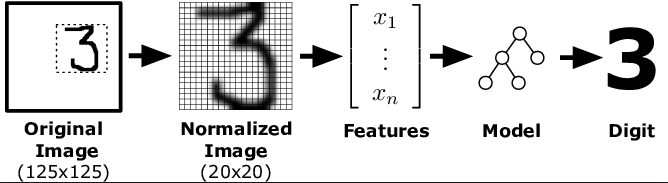 3
3
x1
⋮
xn
3
Original Image
(125x125)
Normalized Image
(20x20)
Features
Model
Digit